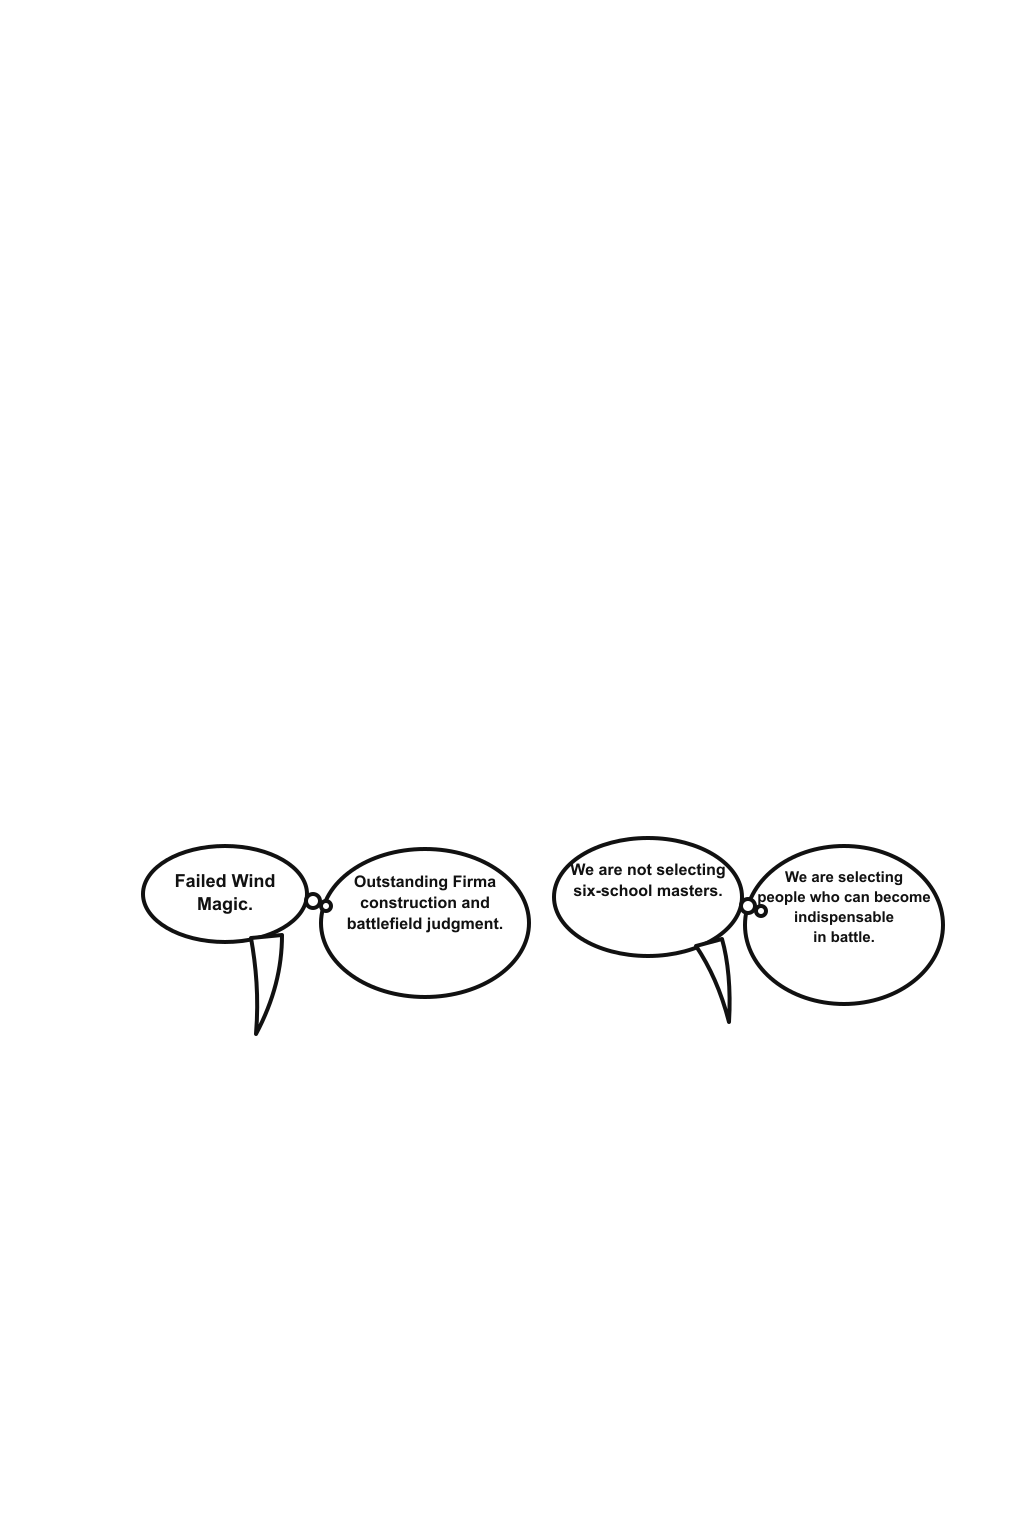 Failed Wind
Magic.
Outstanding Firma
construction and
battlefield judgment.
We are not selecting
six-school masters.
We are selecting
people who can become
indispensable
in battle.